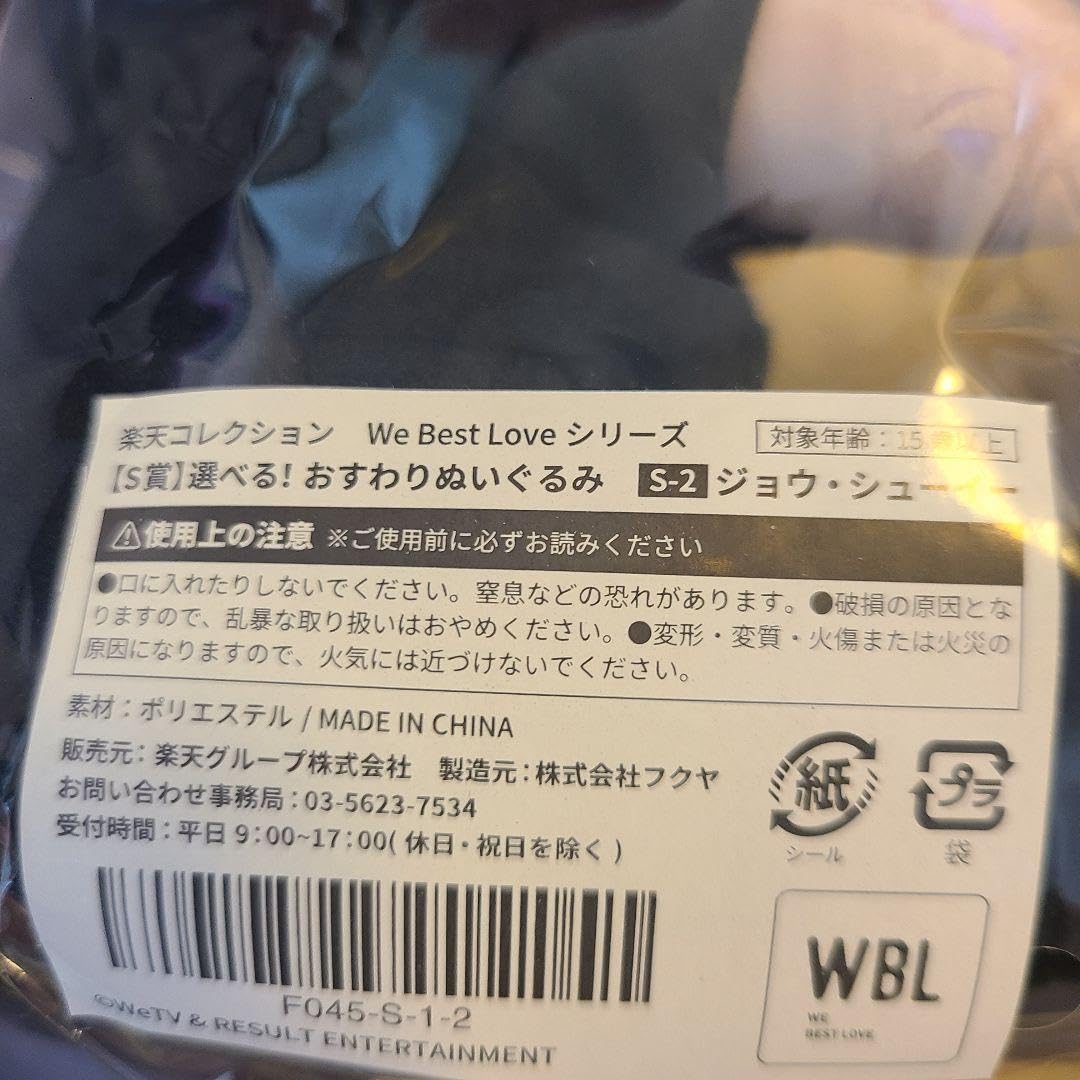 楽天コレクション We Best Love シリーズ
対象年齢：15歳以上
【S賞】選べる！おすわりぬいぐるみ S-2 ジョウ・シューイー
⚠使用上の注意 ※ご使用前に必ずお読みください
●口に入れたりしないでください。窒息などの恐れがあります。●破損の原因とな
りますので、乱暴な取り扱いはおやめください。●変形・変質・火傷または火災の
原因になりますので、火気には近づけないでください。
素材：ポリエステル / MADE IN CHINA
販売元：楽天グループ株式会社 製造元：株式会社フクヤ
お問い合わせ事務局：03-5623-7534
受付時間：平日 9：00~17：00( 休日・祝日を除く )
紙
シール
プラ
袋
F045-S-1-2
©WeTV & RESULT ENTERTAINMENT
WBL
WE
BEST LOVE